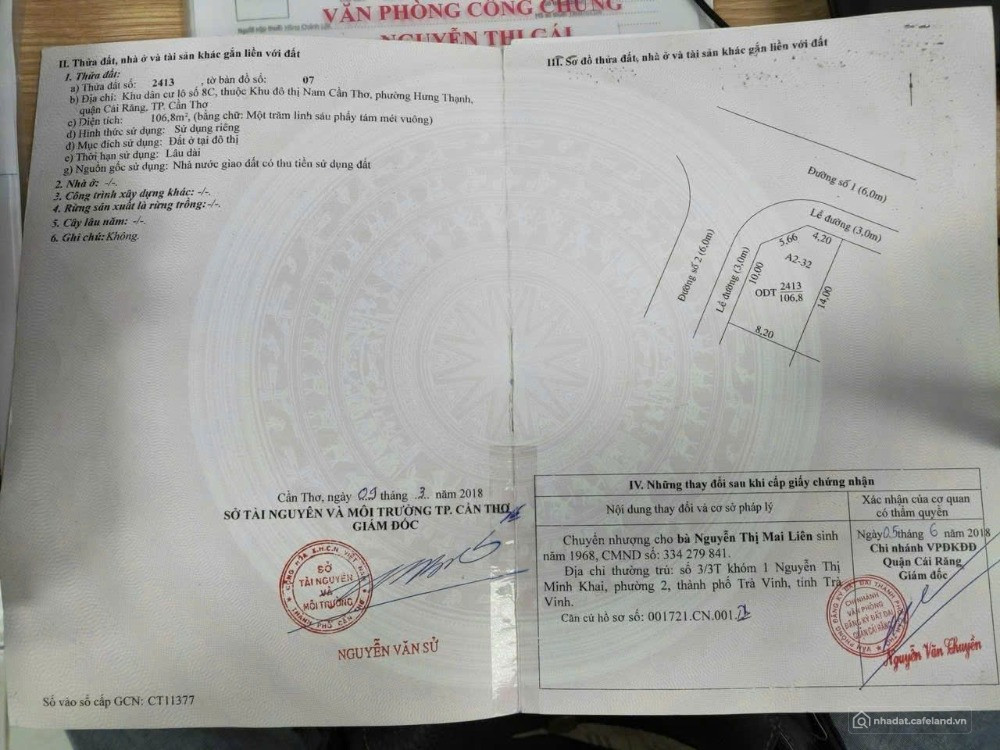 VĂN PHÒNG CÔNG CHỨNG
NGUYỄN THỊ GÁI
II. Thửa đất, nhà ở và tài sản khác gắn liền với đất
1. Thửa đất:
a) Thửa đất số: 2413 , tờ bản đồ số: 07
b) Địa chỉ: Khu dân cư lô số 8C, thuộc Khu đô thị Nam Cần Thơ, phường Hưng Thạnh,
quận Cái Răng, TP. Cần Thơ
c) Diện tích: 106,8m², (bằng chữ: Một trăm linh sáu phẩy tám mét vuông)
d) Hình thức sử dụng: Sử dụng riêng
đ) Mục đích sử dụng: Đất ở tại đô thị
e) Thời hạn sử dụng: Lâu dài
g) Nguồn gốc sử dụng: Nhà nước giao đất có thu tiền sử dụng đất
2. Nhà ở: -/-
3. Công trình xây dựng khác: -/-.
4. Rừng sản xuất là rừng trồng: -/-.
5. Cây lâu năm: -/-
6. Ghi chú: Không.
Cần Thơ, ngày 09 tháng 3 năm 2018
SỞ TÀI NGUYÊN VÀ MÔI TRƯỜNG TP. CẦN THƠ
GIÁM ĐỐC
SỞ
TÀI NGUYÊN
VÀ
MÔI TRƯỜNG
NGUYỄN VĂN SỬ
Số vào sổ cấp GCN: CT11377
III. Sơ đồ thửa đất, nhà ở và tài sản khác gắn liền với đất
Đường số 1 (6,0m)
Lề đường (3,0m)
Đường số 2 (6,0m)
Lề đường (3,0m)
5,66
4,20
A2-32
10,00
ODT 2413
106,8
14,00
8,20
IV. Những thay đổi sau khi cấp giấy chứng nhận
Nội dung thay đổi và cơ sở pháp lý
Xác nhận của cơ quan
có thẩm quyền
Chuyển nhượng cho bà Nguyễn Thị Mai Liên sinh
năm 1968, CMND số: 334 279 841.
Địa chỉ thường trú: số 3/3T khóm 1 Nguyễn Thị
Minh Khai, phường 2, thành phố Trà Vinh, tỉnh Trà
Vinh.
Căn cứ hồ sơ số: 001721.CN.001
Ngày 05 tháng 6 năm 2018
Chi nhánh VPĐKĐĐ
Quận Cái Răng
Giám đốc
CHI NHÁNH
VĂN PHÒNG
ĐĂNG KÝ ĐẤT ĐAI
QUẬN CÁI RĂNG
Nguyễn Văn Thuyền
nhadat.cafeland.vn